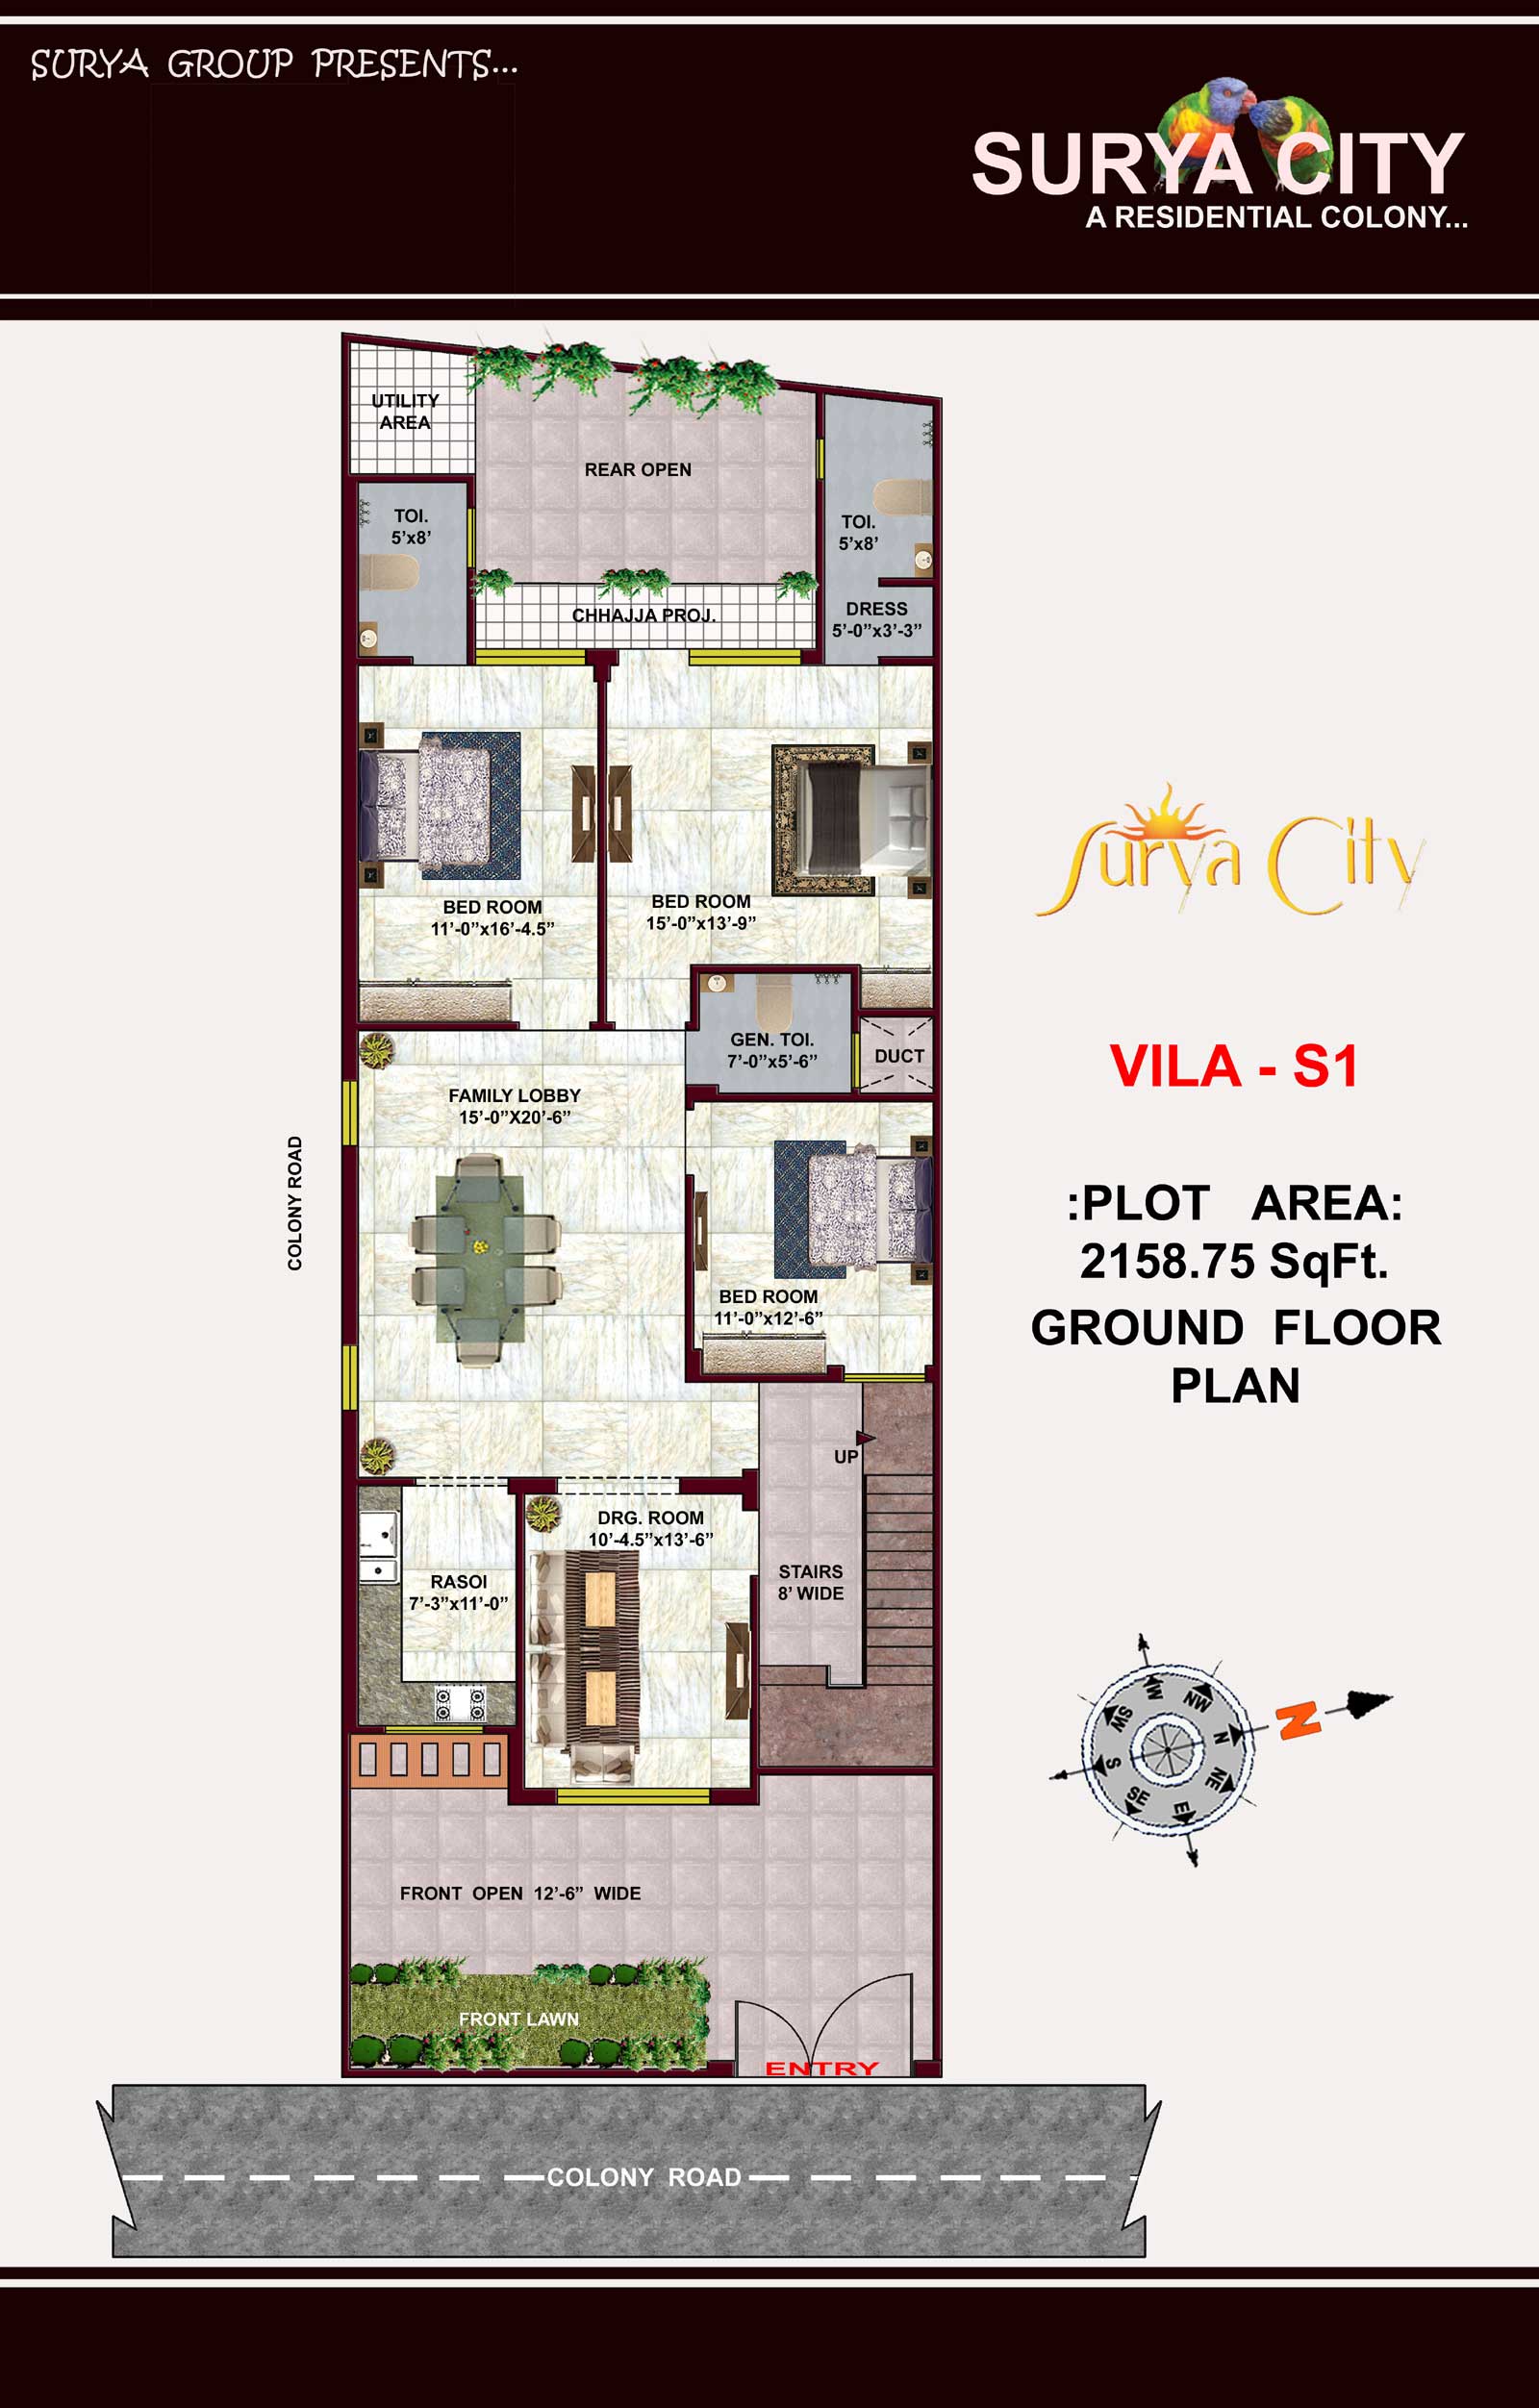 SURYA GROUP PRESENTS...
SURYA CITY
A RESIDENTIAL COLONY...
UTILITY
AREA
REAR OPEN
TOI.
5'x8'
TOI.
5'x8'
CHHAJJA PROJ.
DRESS
5'-0”x3'-3”
BED ROOM
11'-0”x16'-4.5”
BED ROOM
15'-0”x13'-9”
Surya City
GEN. TOI.
7'-0”x5'-6”
DUCT
VILA - S1
FAMILY LOBBY
15'-0”X20'-6”
COLONY ROAD
:PLOT AREA:
2158.75 SqFt.
GROUND FLOOR
PLAN
BED ROOM
11'-0”x12'-6”
UP
DRG. ROOM
10'-4.5”x13'-6”
STAIRS
8' WIDE
RASOI
7'-3”x11'-0”
W
NW
N
NE
E
SE
S
SW
N
FRONT OPEN 12'-6” WIDE
FRONT LAWN
ENTRY
COLONY ROAD